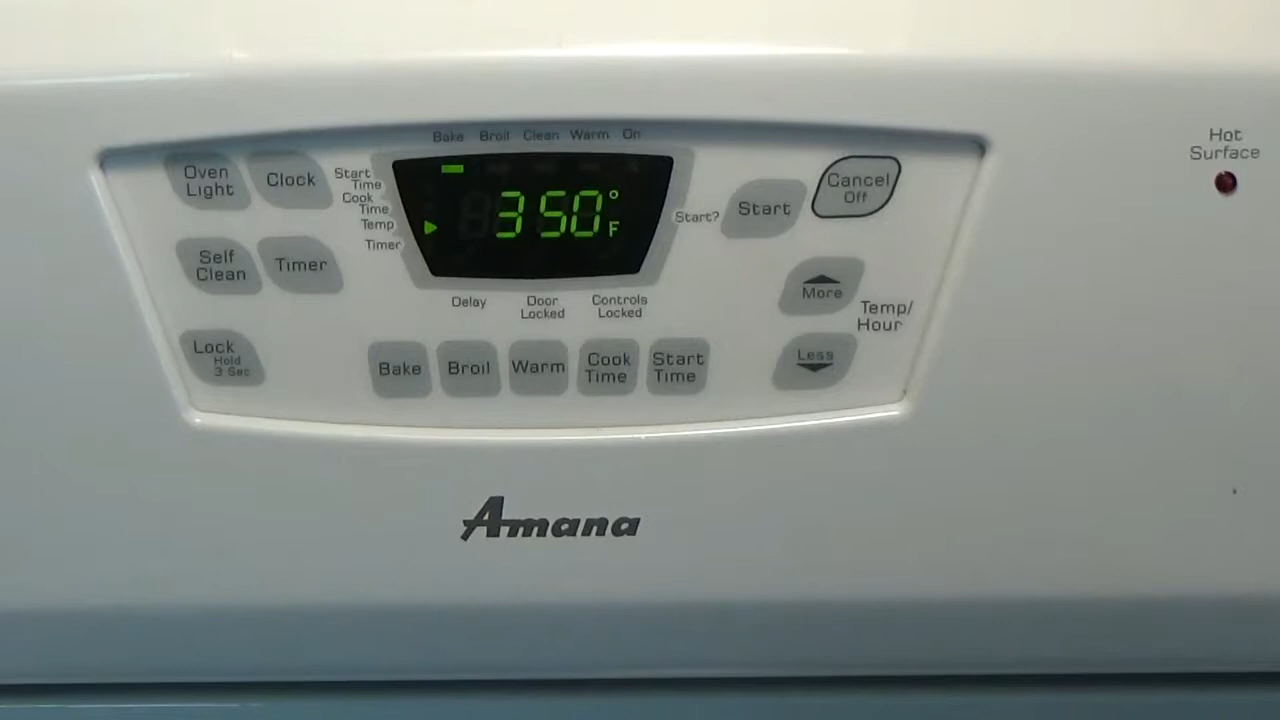 Bake Broil Clean Warm On
Hot
Surface
Oven
Light
Clock
Start
Time
Cook
Time
Temp
Timer
350°F
Start?
Start
Cancel
Off
Self
Clean
Timer
More
Temp/
Hour
Less
Delay
Door
Locked
Controls
Locked
Lock
Hold
3 Sec
Bake
Broil
Warm
Cook
Time
Start
Time
Amana